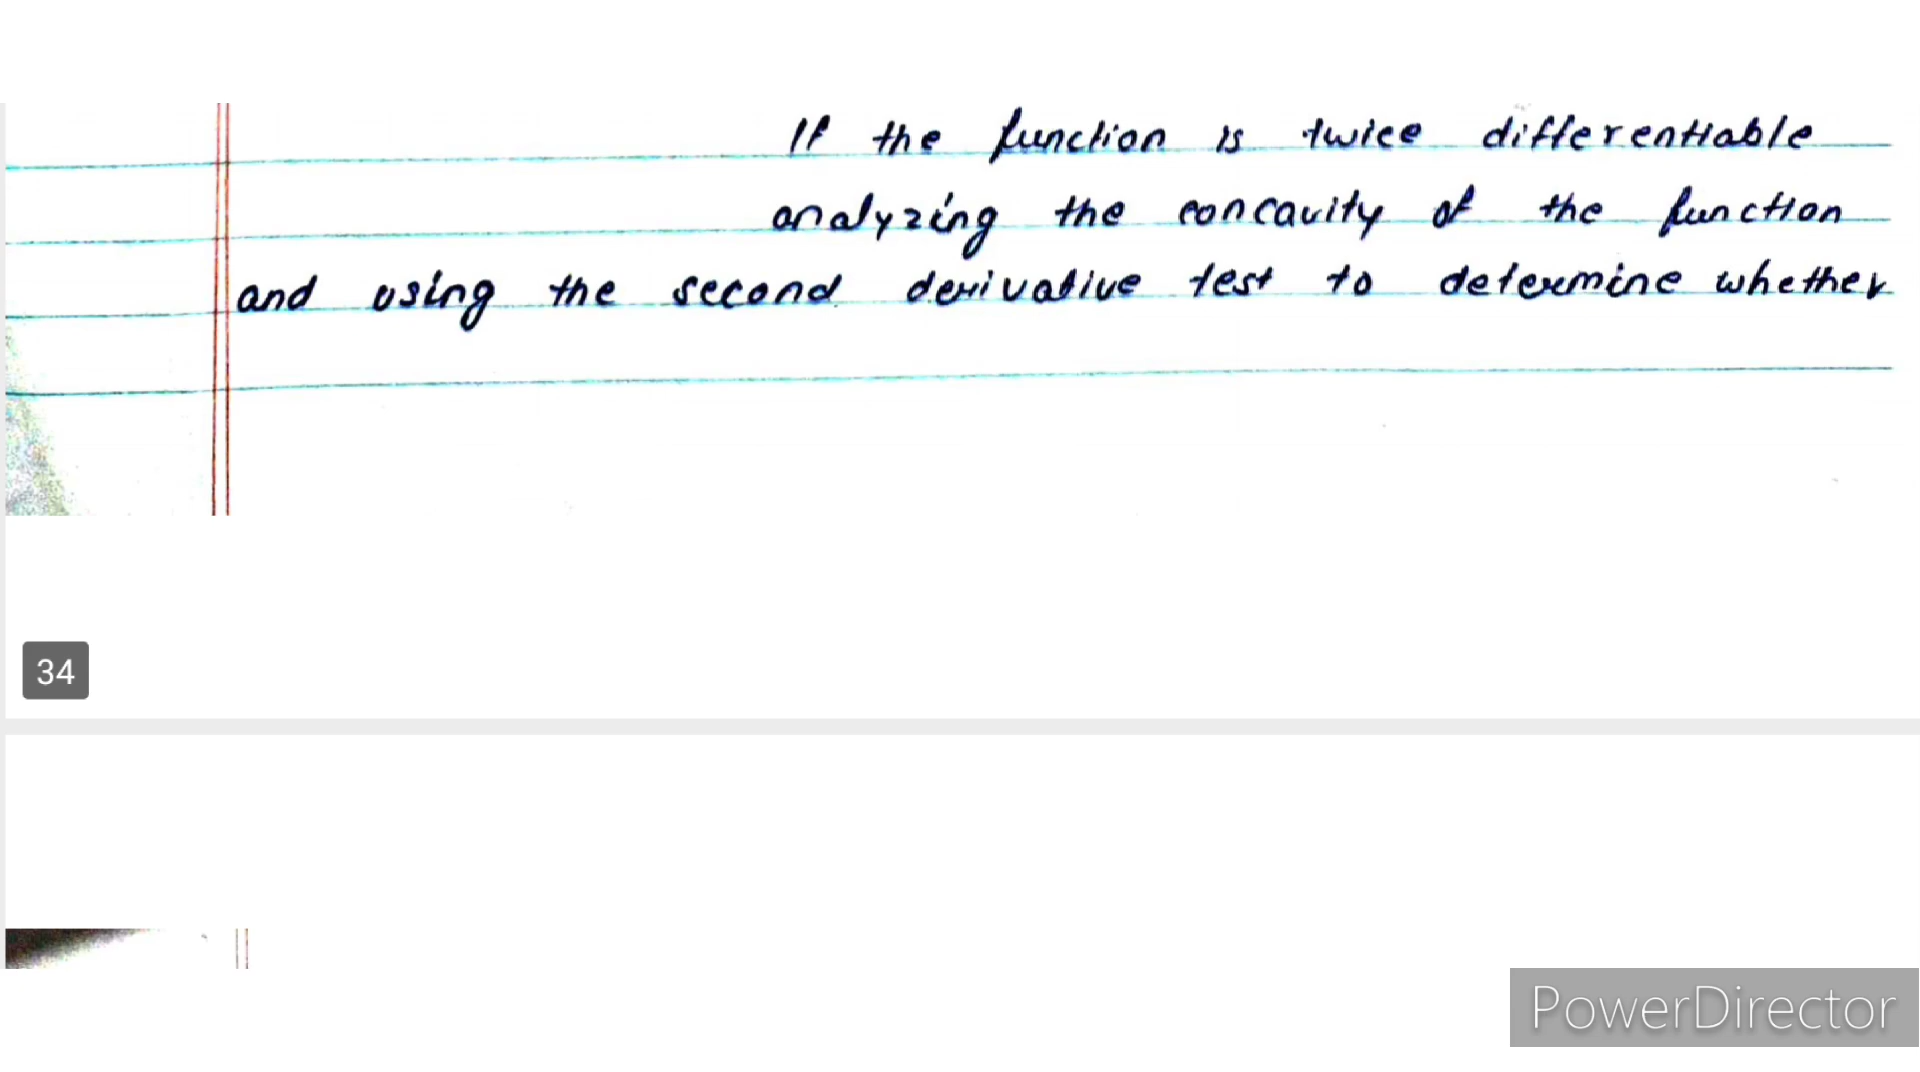 If the function is twice differentiable
analyzing the concavity of the function
and using the second derivative test to determine whether
34
PowerDirector